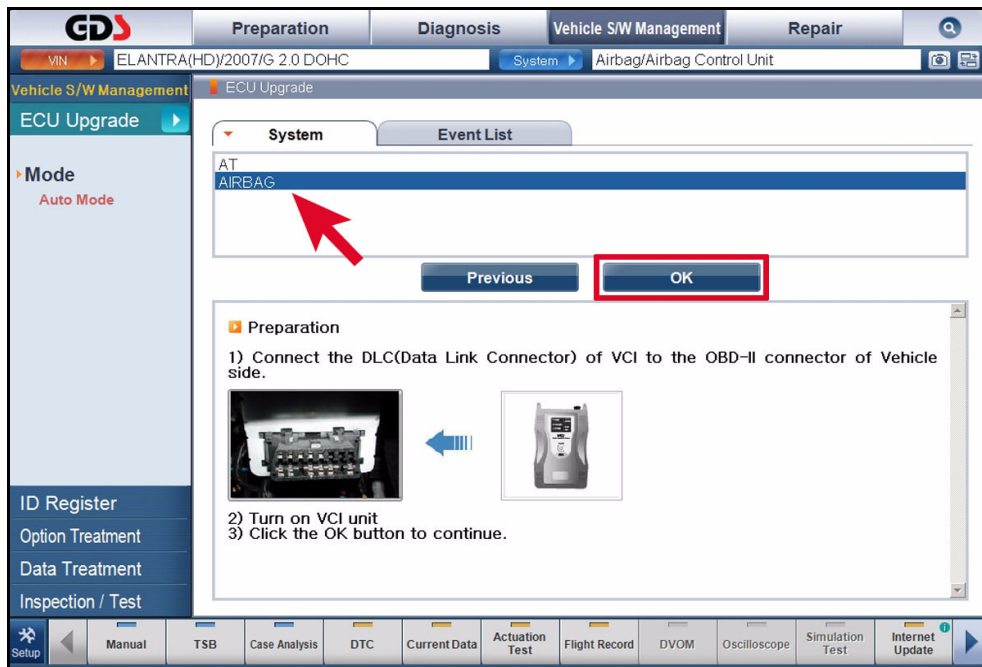 GDS
Preparation
Diagnosis
Vehicle S/W Management
Repair
VIN
ELANTRA(HD)/2007/G 2.0 DOHC
System
Airbag/Airbag Control Unit
Vehicle S/W Management
ECU Upgrade
ECU Upgrade
Mode
Auto Mode
System
Event List
AT
AIRBAG
Previous
OK
Preparation
1) Connect the DLC(Data Link Connector) of VCI to the OBD-II connector of Vehicle
side.
2) Turn on VCI unit
3) Click the OK button to continue.
ID Register
Option Treatment
Data Treatment
Inspection / Test
Setup
Manual
TSB
Case Analysis
DTC
Current Data
Actuation
Test
Flight Record
DVOM
Oscilloscope
Simulation
Test
Internet
Update